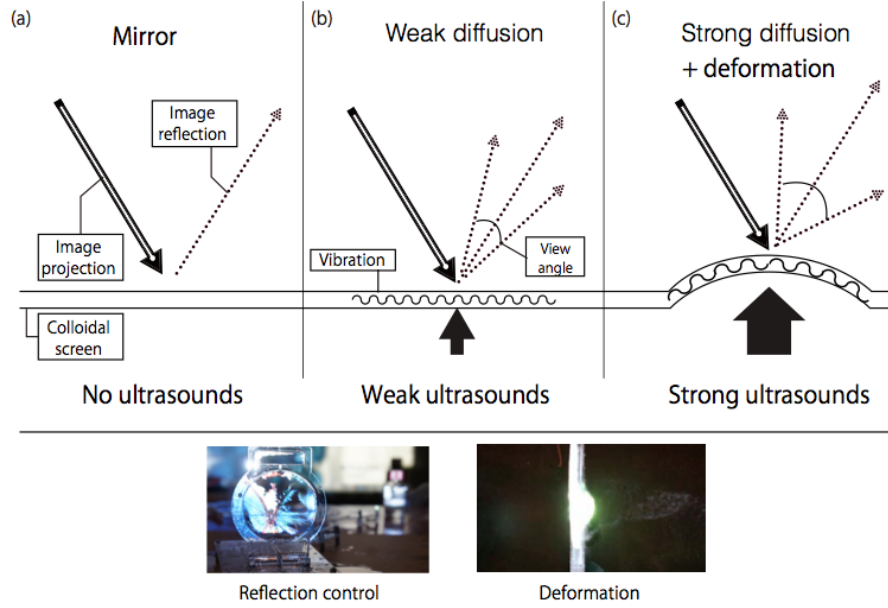 (a)
Mirror
Image
reflection
Image
projection
Colloidal
screen
No ultrasounds
(b)
Weak diffusion
Vibration
View
angle
Weak ultrasounds
(c)
Strong diffusion
+ deformation
Strong ultrasounds
Reflection control
Deformation